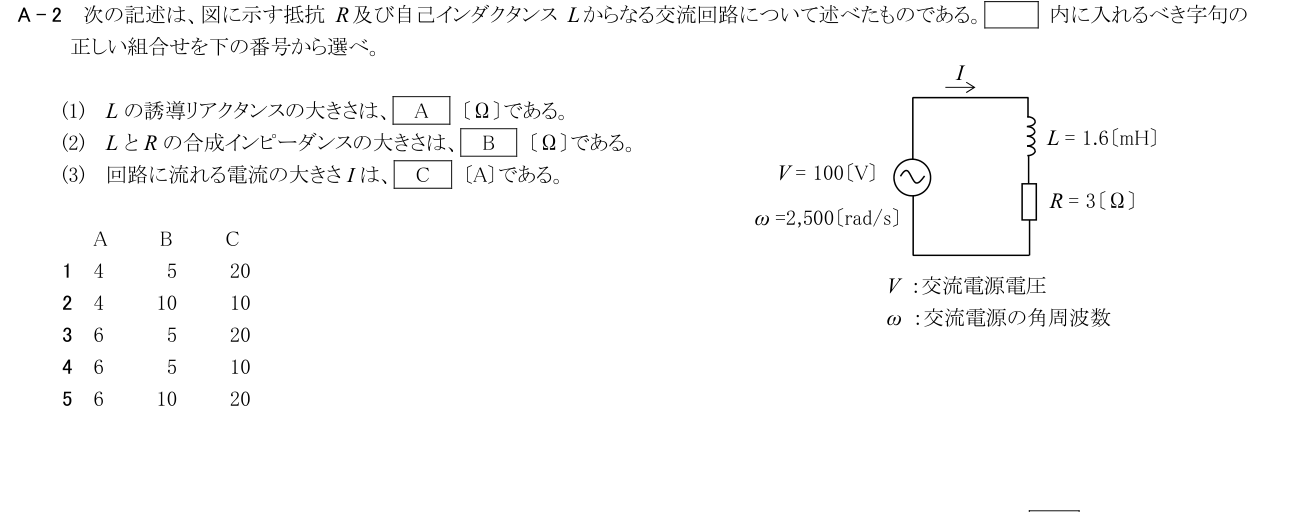 A－2 次の記述は、図に示す抵抗 R及び自己インダクタンス Lからなる交流回路について述べたものである。 内に入れるべき字句の
正しい組合せを下の番号から選べ。
(1) L の誘導リアクタンスの大きさは、 A 〔Ω〕である。
(2) L と R の合成インピーダンスの大きさは、 B 〔Ω〕である。
(3) 回路に流れる電流の大きさ I は、 C 〔A〕である。
A B C
1 4 5 20
2 4 10 10
3 6 5 20
4 6 5 10
5 6 10 20
I
L = 1.6〔mH〕
V = 100〔V〕
R = 3〔Ω〕
ω =2,500〔rad/s〕
V ：交流電源電圧
ω ：交流電源の角周波数